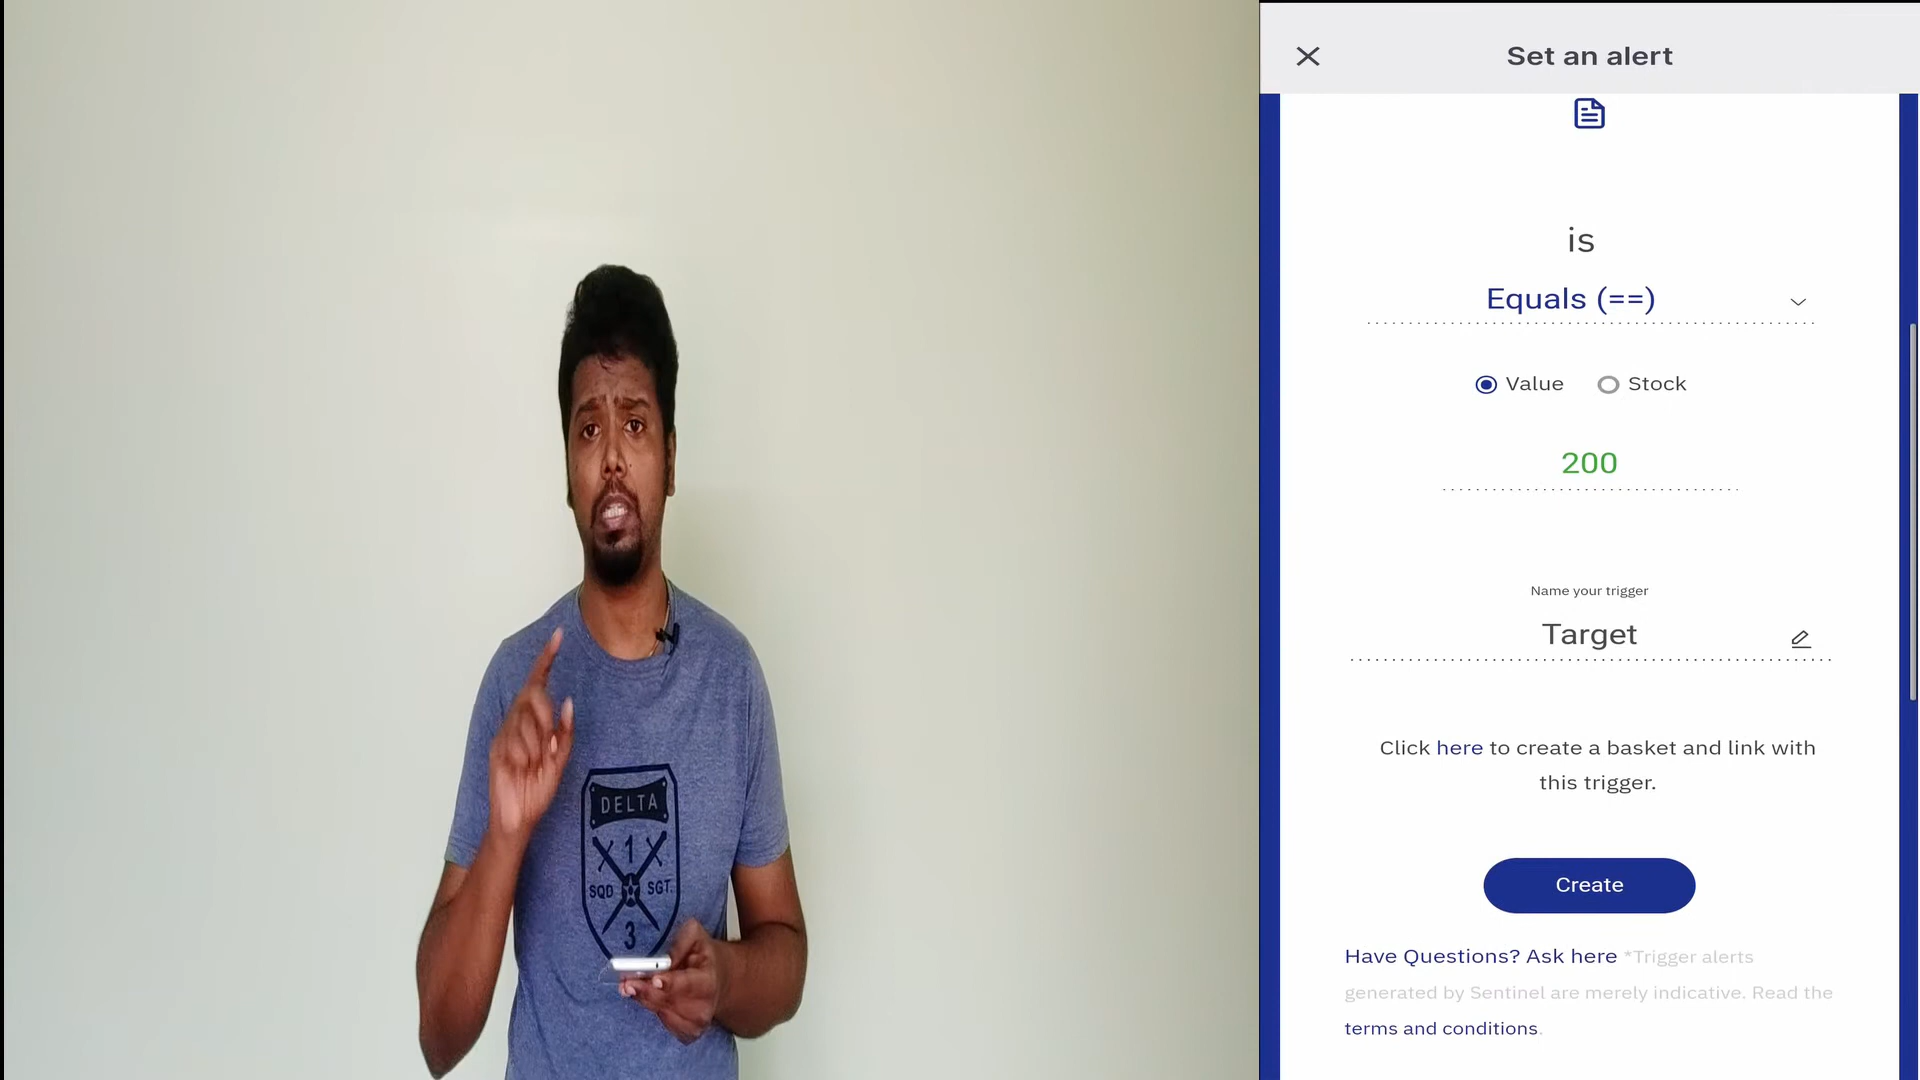 Set an alert
is
Equals (==)
Value
Stock
200
Name your trigger
Target
Click here to create a basket and link with
this trigger.
Create
Have Questions? Ask here *Trigger alerts
generated by Sentinel are merely indicative. Read the
terms and conditions.
DELTA
1
SQD SGT.
3